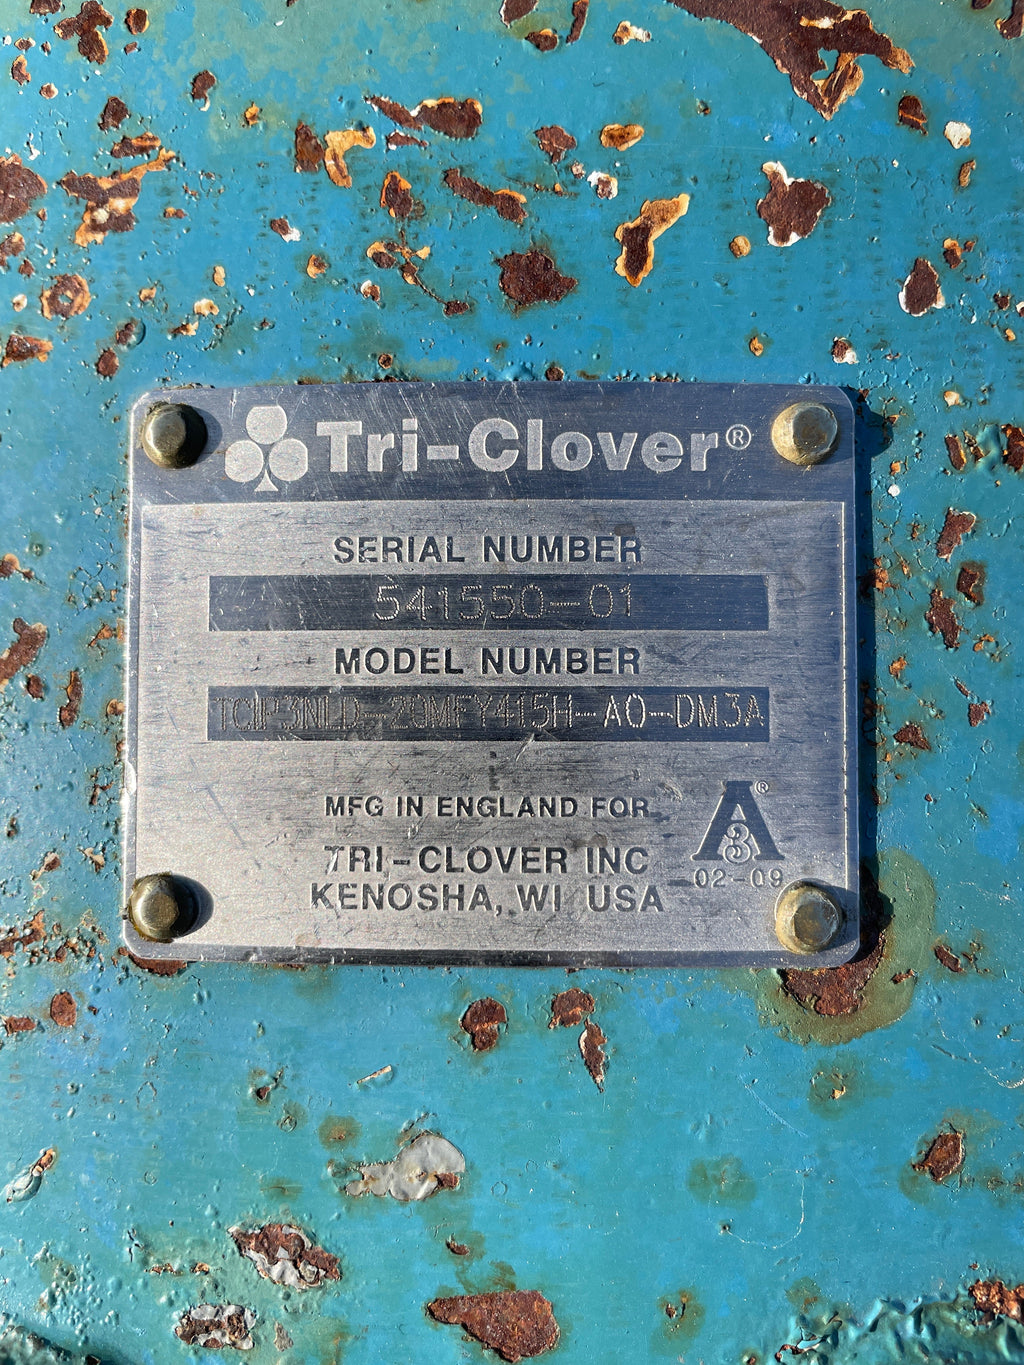 Tri-Clover®
SERIAL NUMBER
541550-01
MODEL NUMBER
TCIP3NLD-20MFY415H-AO-DM3A
MFG IN ENGLAND FOR
TRI-CLOVER INC
KENOSHA, WI USA
A®
3
02-09